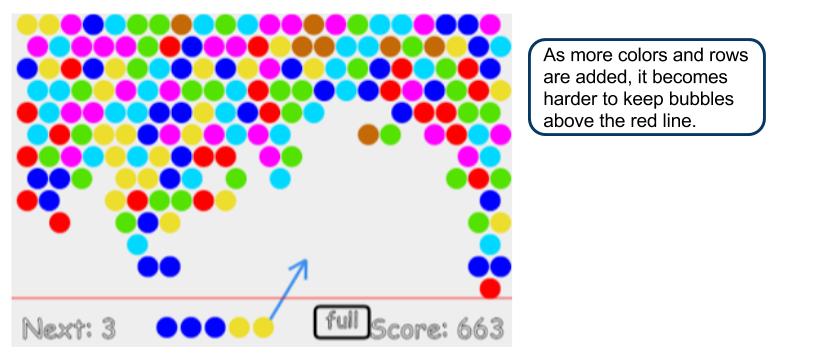 As more colors and rows
are added, it becomes
harder to keep bubbles
above the red line.
Next: 3
full
Score: 663